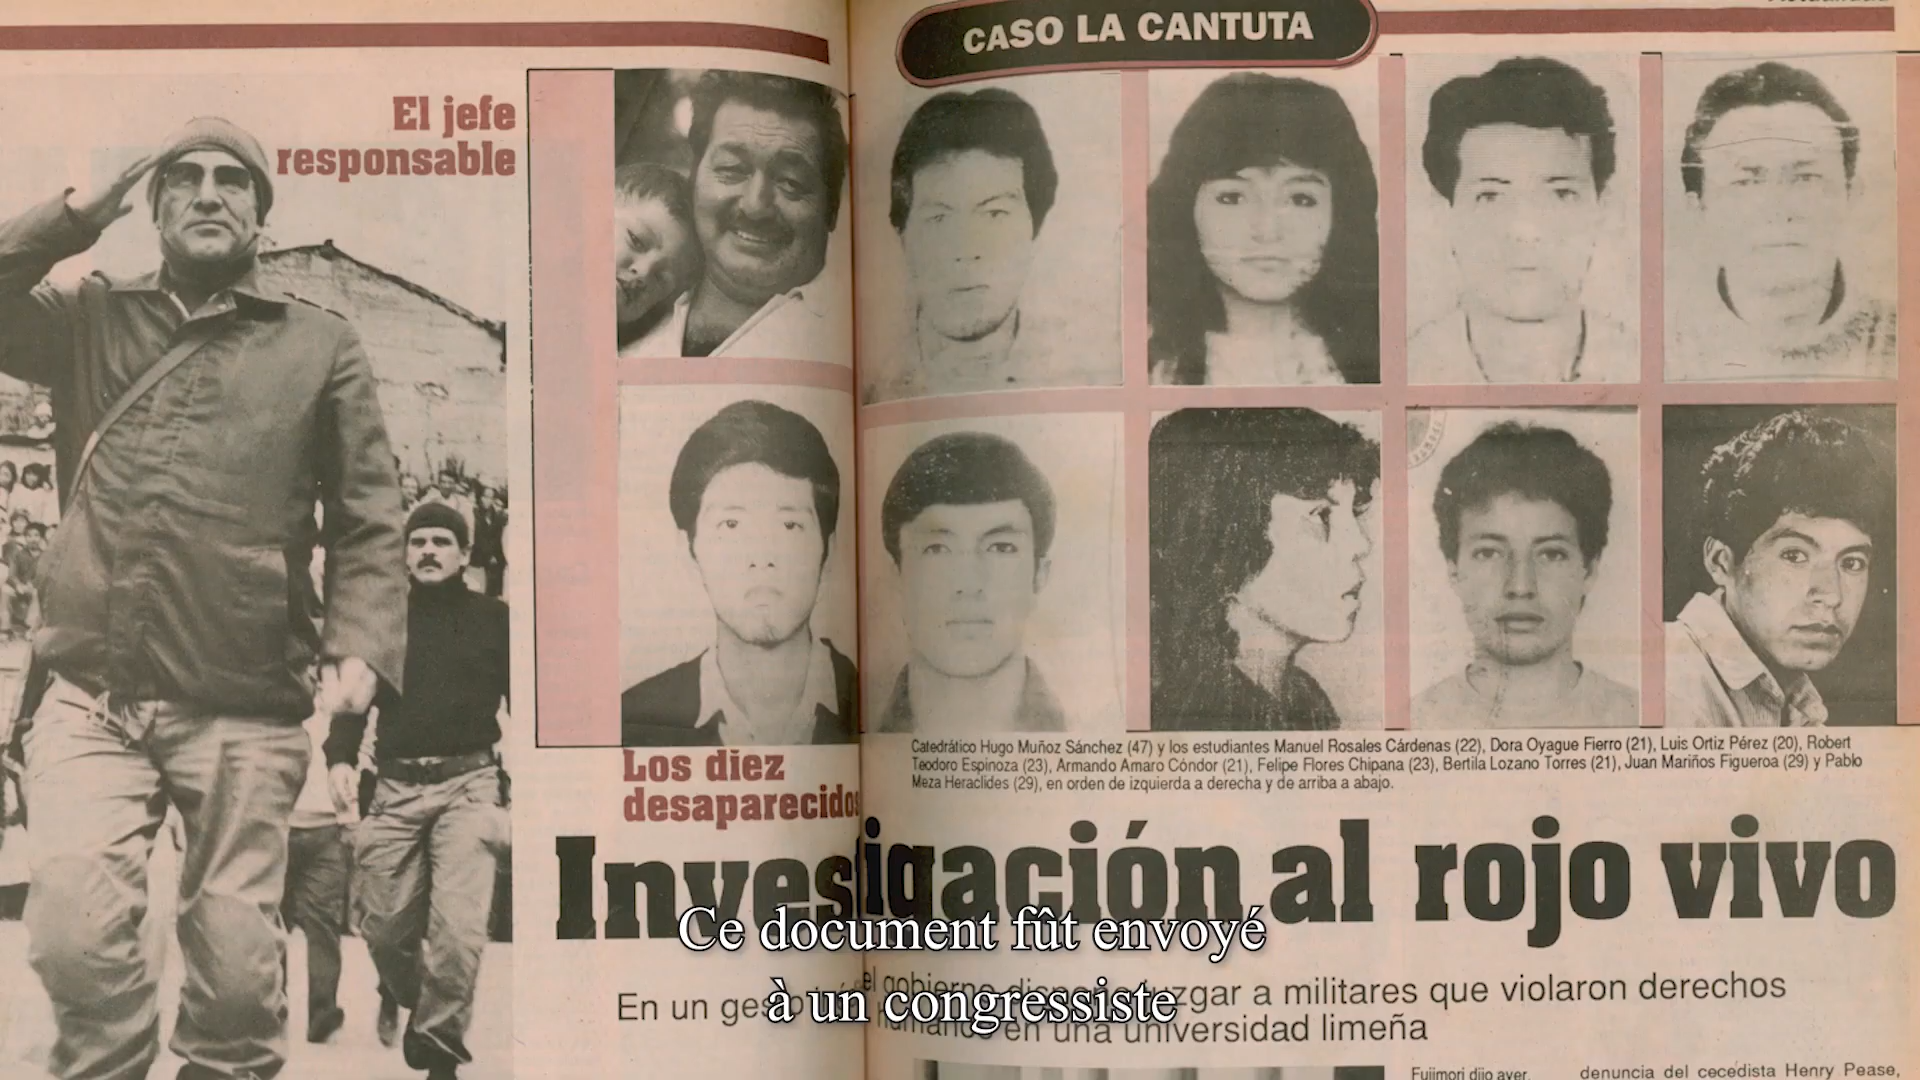 CASO LA CANTUTA
El jefe
responsable
Catedrático Hugo Muñoz Sánchez (47) y los estudiantes Manuel Rosales Cárdenas (22), Dora Oyague Fierro (21), Luis Ortiz Pérez (20), Robert
Teodoro Espinoza (23), Armando Amaro Cóndor (21), Felipe Flores Chipana (23), Bertila Lozano Torres (21), Juan Mariños Figueroa (29) y Pablo
Meza Heraclides (29), en orden de izquierda a derecha y de arriba a abajo.
Los diez
desaparecidos
Investigación al rojo vivo
En un el gobierno a militares que violaron derechos
en una universidad limeña
Ce document fût envoyé
à un congressiste
Fujimori dijo ayer,
denuncia del cecedista Henry Pease,